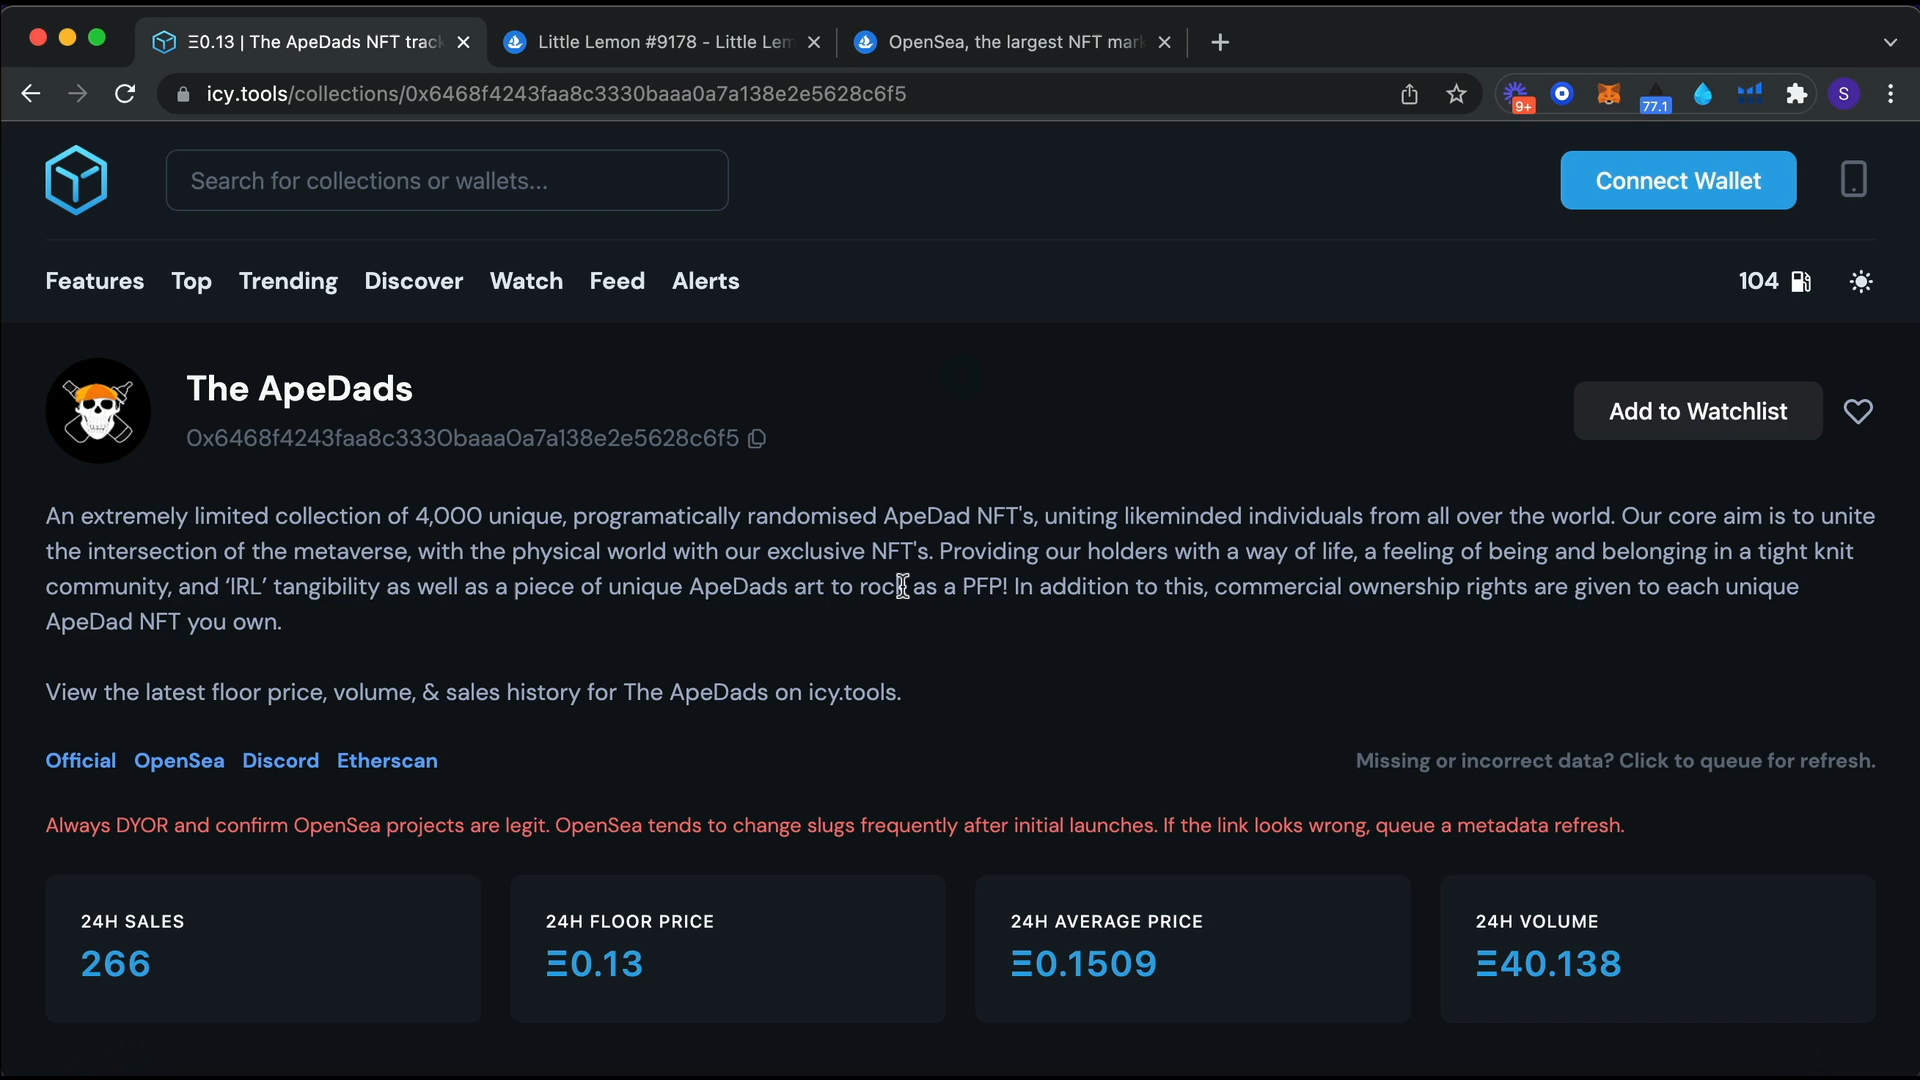 Ξ0.13 | The ApeDads NFT track
Little Lemon #9178 - Little Lem
OpenSea, the largest NFT mark
icy.tools/collections/0x6468f4243faa8c3330baaa0a7a138e2e5628c6f5
9+
77.1
S
Search for collections or wallets...
Connect Wallet
Features Top Trending Discover Watch Feed Alerts
104
The ApeDads
0x6468f4243faa8c3330baaa0a7a138e2e5628c6f5
Add to Watchlist
An extremely limited collection of 4,000 unique, programatically randomised ApeDad NFT's, uniting likeminded individuals from all over the world. Our core aim is to unite
the intersection of the metaverse, with the physical world with our exclusive NFT's. Providing our holders with a way of life, a feeling of being and belonging in a tight knit
community, and ‘IRL’ tangibility as well as a piece of unique ApeDads art to rock as a PFP! In addition to this, commercial ownership rights are given to each unique
ApeDad NFT you own.
View the latest floor price, volume, & sales history for The ApeDads on icy.tools.
Official OpenSea Discord Etherscan
Missing or incorrect data? Click to queue for refresh.
Always DYOR and confirm OpenSea projects are legit. OpenSea tends to change slugs frequently after initial launches. If the link looks wrong, queue a metadata refresh.
24H SALES
266
24H FLOOR PRICE
Ξ0.13
24H AVERAGE PRICE
Ξ0.1509
24H VOLUME
Ξ40.138